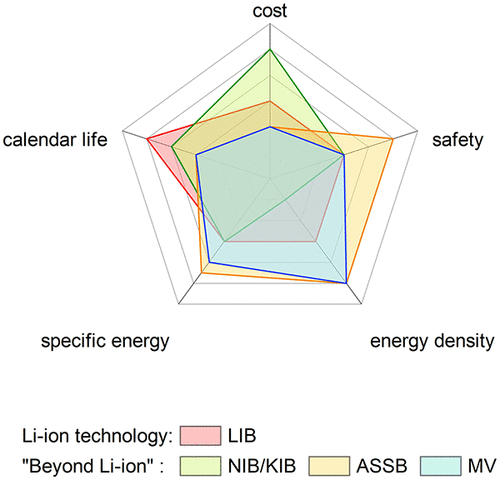 cost
calendar life
safety
specific energy
energy density
Li-ion technology: LIB
"Beyond Li-ion" : NIB/KIB ASSB MV